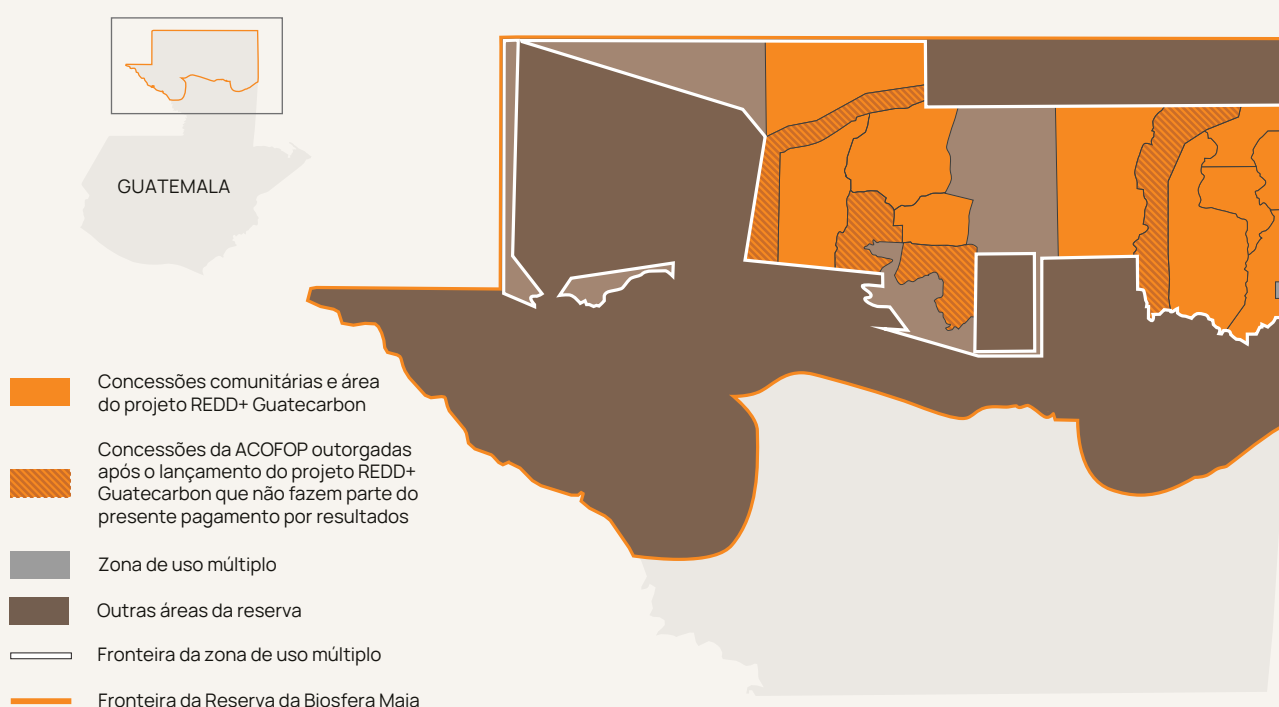 GUATEMALA
Concessões comunitárias e área
do projeto REDD+ Guatecarbon
Concessões da ACOFOP outorgadas
após o lançamento do projeto REDD+
Guatecarbon que não fazem parte do
presente pagamento por resultados
Zona de uso múltiplo
Outras áreas da reserva
Fronteira da zona de uso múltiplo
Fronteira da Reserva da Biosfera Maia